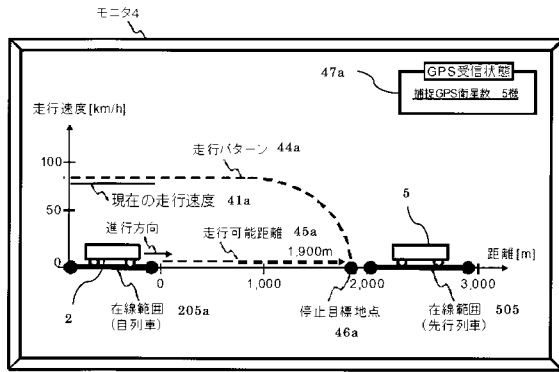 モニタ4
GPS受信状態
47a
捕捉GPS衛星数 5機
走行速度[km/h]
走行パターン 44a
100
現在の走行速度 41a
5
50
進行方向
走行可能距離 45a
1,900m
距離[m]
0
0
1,000
2,000
3,000
2
在線範囲
(自列車)
205a
停止目標地点
46a
在線範囲
(先行列車)
505